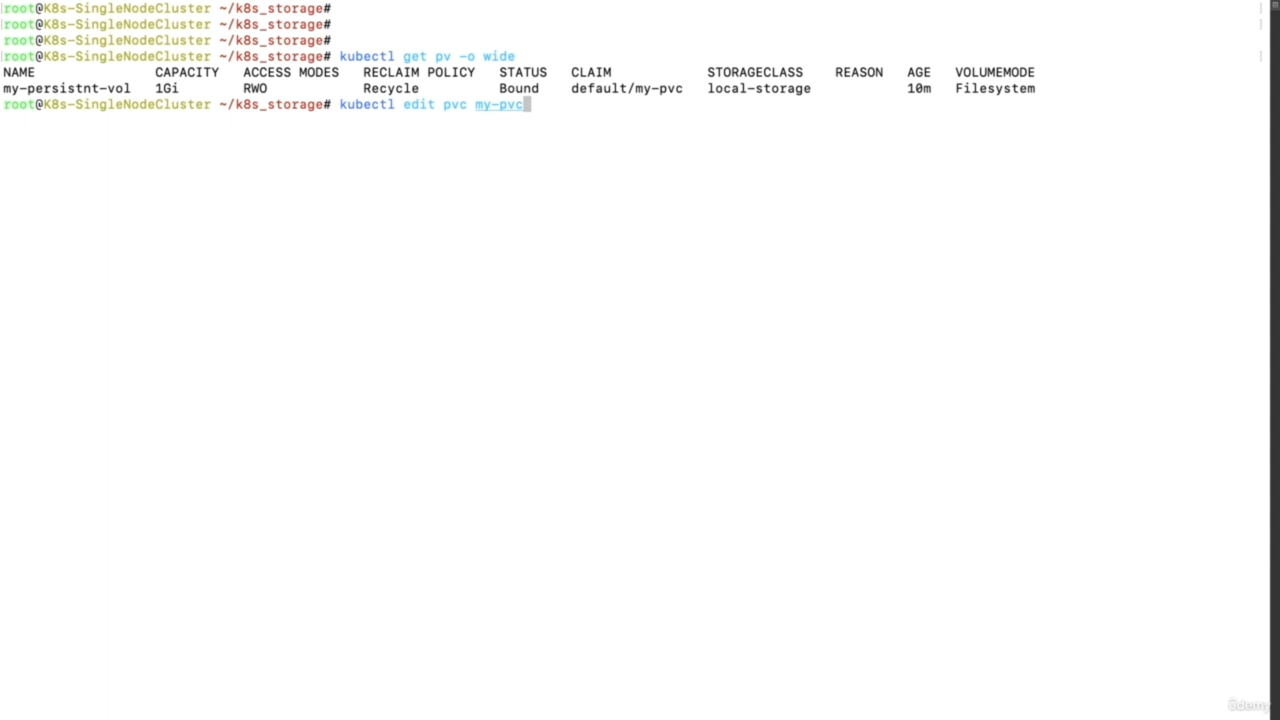 root@K8s-SingleNodeCluster ~/k8s_storage#
root@K8s-SingleNodeCluster ~/k8s_storage#
root@K8s-SingleNodeCluster ~/k8s_storage#
root@K8s-SingleNodeCluster ~/k8s_storage# kubectl get pv -o wide
NAME CAPACITY ACCESS MODES RECLAIM POLICY STATUS CLAIM STORAGECLASS REASON AGE VOLUMEMODE
my-persistnt-vol 1Gi RWO Recycle Bound default/my-pvc local-storage 10m Filesystem
root@K8s-SingleNodeCluster ~/k8s_storage# kubectl edit pvc my-pvc
ûdemy